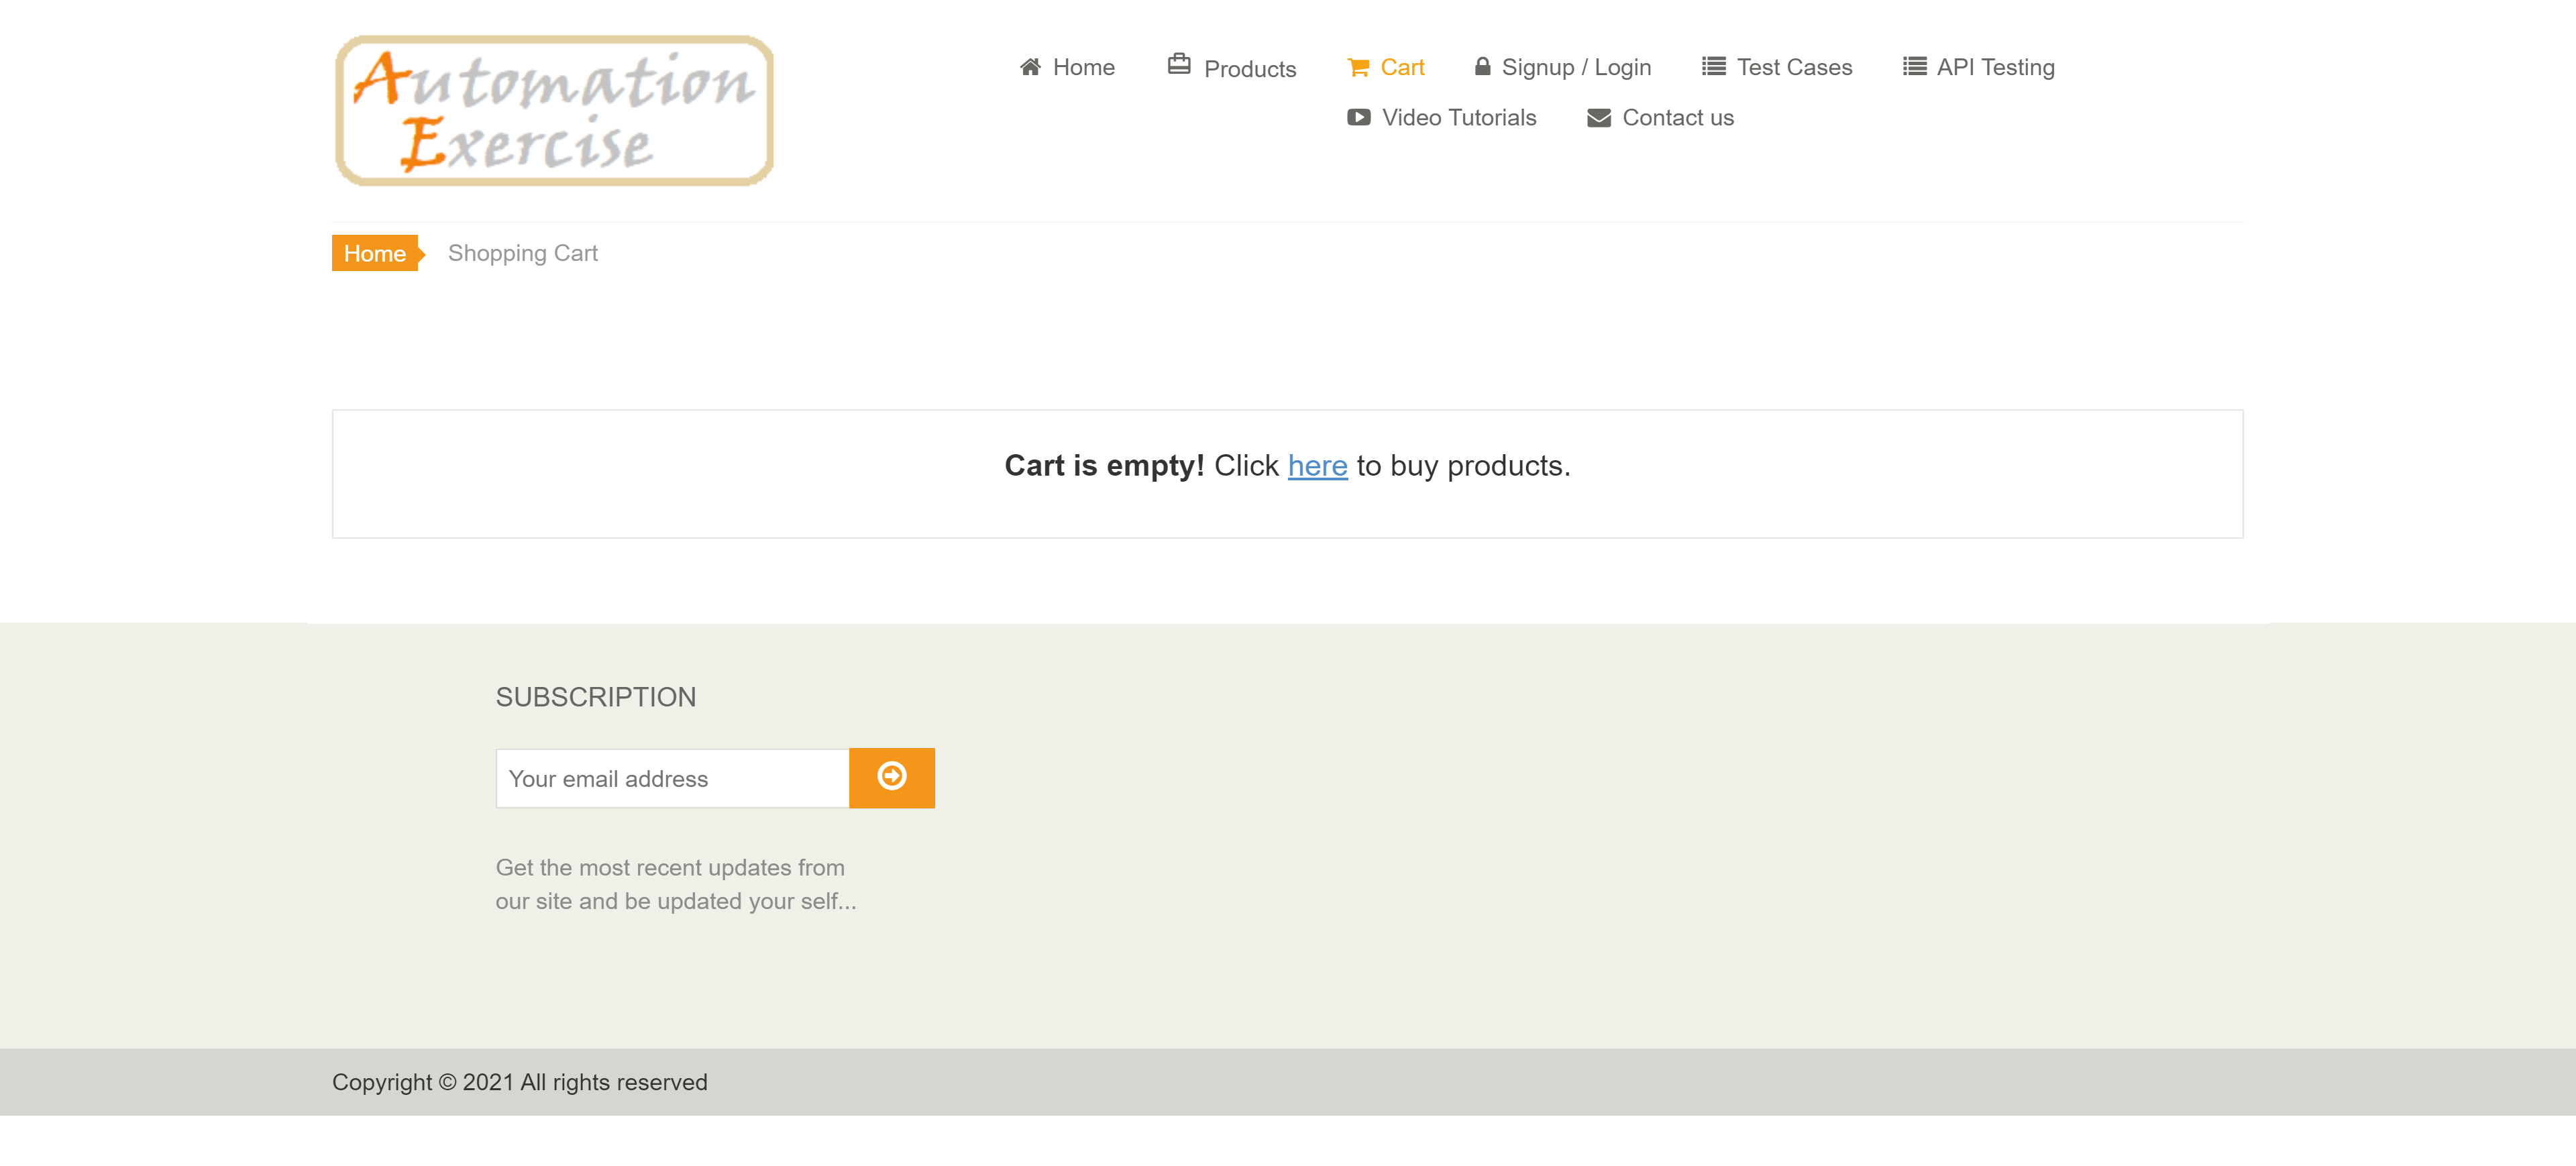 Automation
Exercise
Home Products Cart Signup / Login Test Cases API Testing
Video Tutorials Contact us
Home Shopping Cart
Cart is empty! Click here to buy products.
SUBSCRIPTION
Your email address
Get the most recent updates from
our site and be updated your self...
Copyright © 2021 All rights reserved